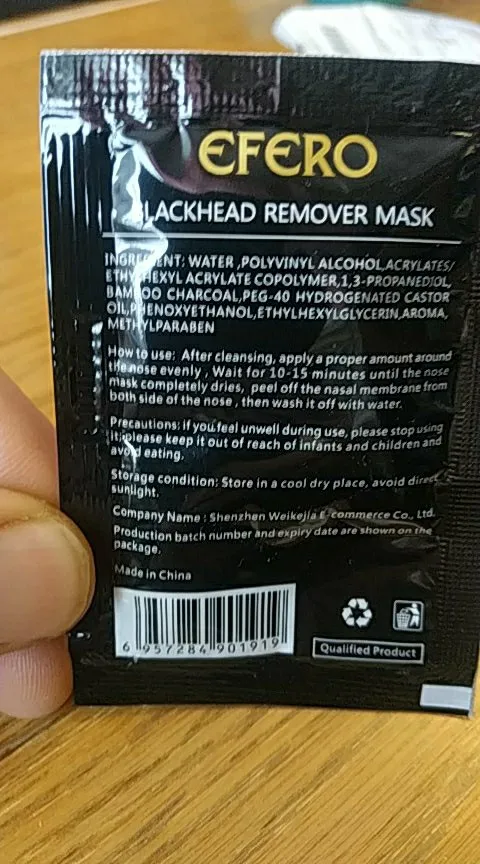 EFERO
BLACKHEAD REMOVER MASK
INGREDIENT: WATER ,POLYVINYL ALCOHOL,ACRYLATES/
ETHYLHEXYL ACRYLATE COPOLYMER,1,3-PROPANEDIOL,
BAMBOO CHARCOAL,PEG-40 HYDROGENATED CASTOR
OIL,PHENOXYETHANOL,ETHYLHEXYLGLYCERIN,AROMA,
METHYLPARABEN
How to use: After cleansing, apply a proper amount around
the nose evenly , Wait for 10-15 minutes until the nose
mask completely dries, peel off the nasal membrane from
both side of the nose , then wash it off with water.
Precautions: if you feel unwell during use, please stop using
it; please keep it out of reach of infants and children and
avoid eating.
Storage condition: Store in a cool dry place, avoid direct
sunlight.
Company Name : Shenzhen Weikejia E-commerce Co., Ltd.
Production batch number and expiry date are shown on the
package.
Made in China
6 957284 901919
Qualified Product